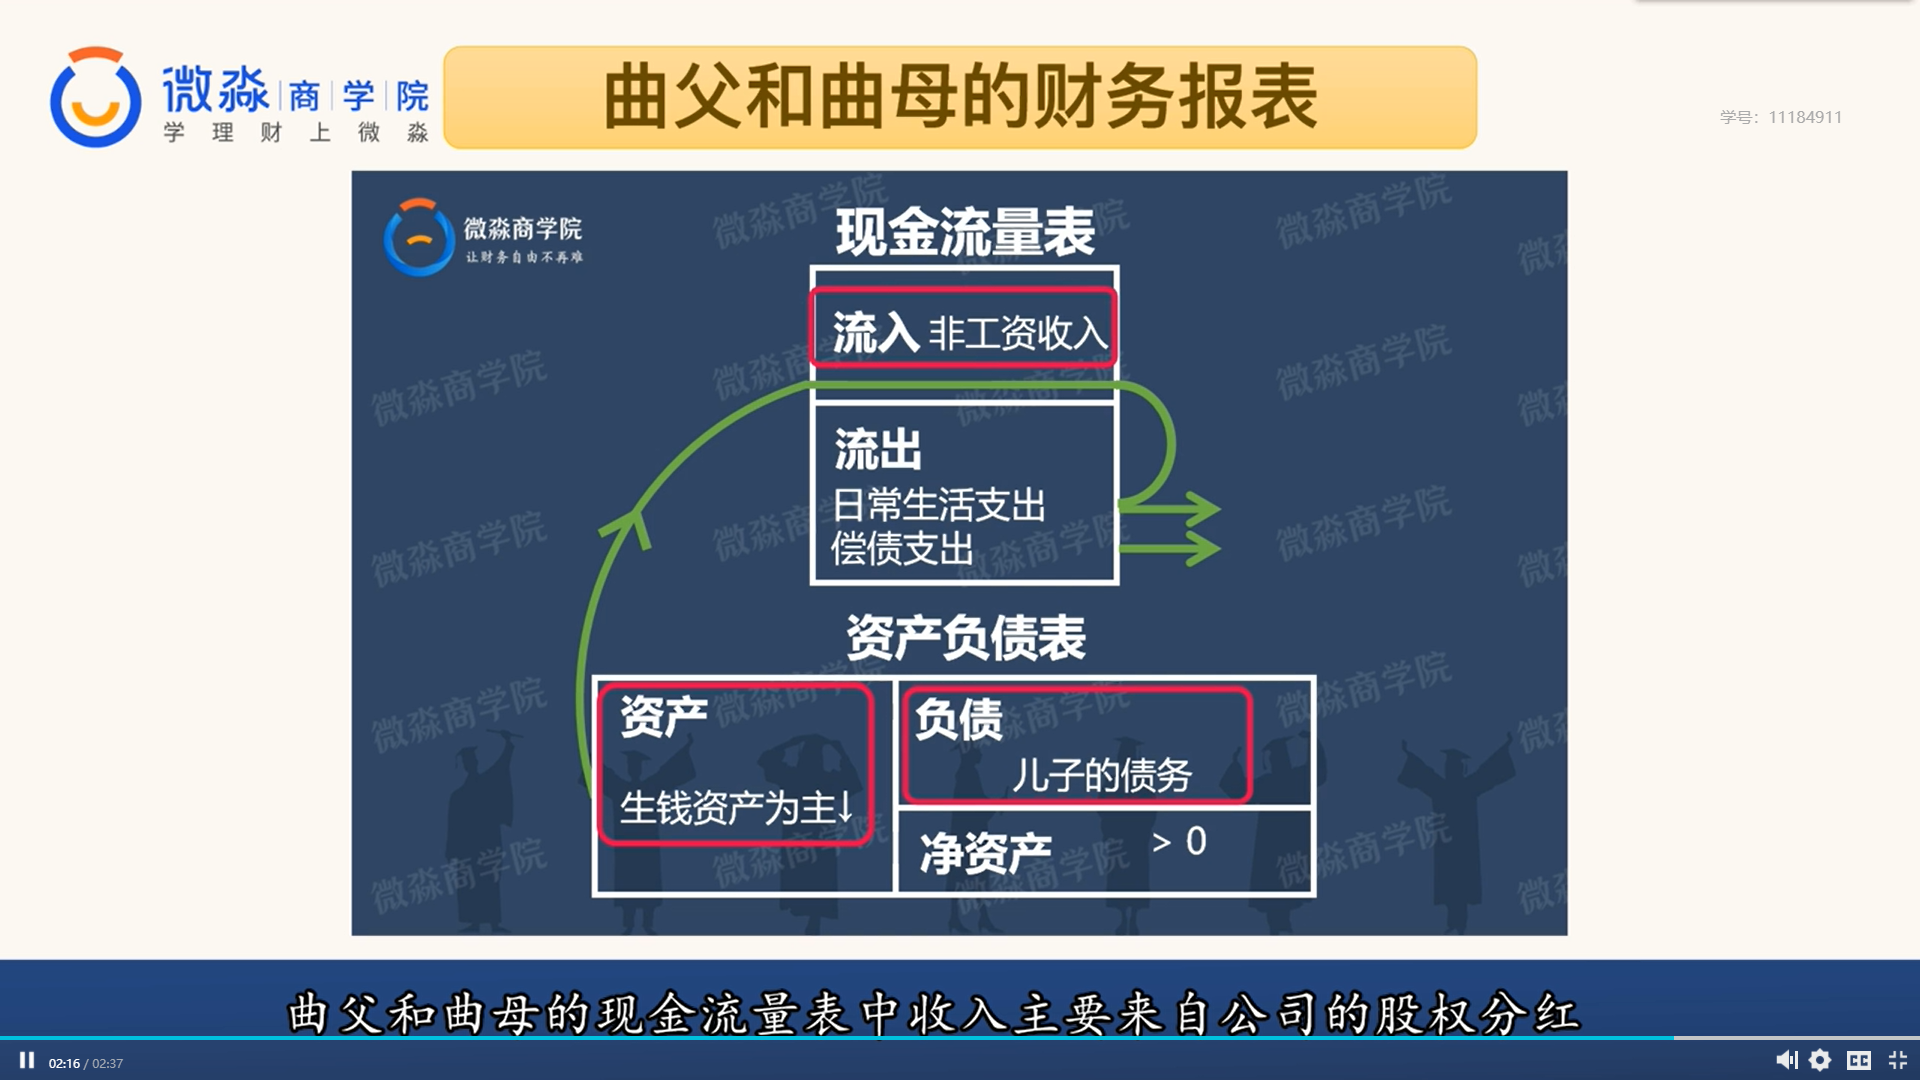 微淼商学院
学理财上微淼
曲父和曲母的财务报表
学号：11184911
微淼商学院
让财务自由不再难
现金流量表
流入 非工资收入
流出
日常生活支出
偿债支出
资产负债表
资产
生钱资产为主↓
负债
儿子的债务
净资产 > 0
微淼商学院
曲父和曲母的现金流量表中收入主要来自公司的股权分红
02:16 / 02:37
CC